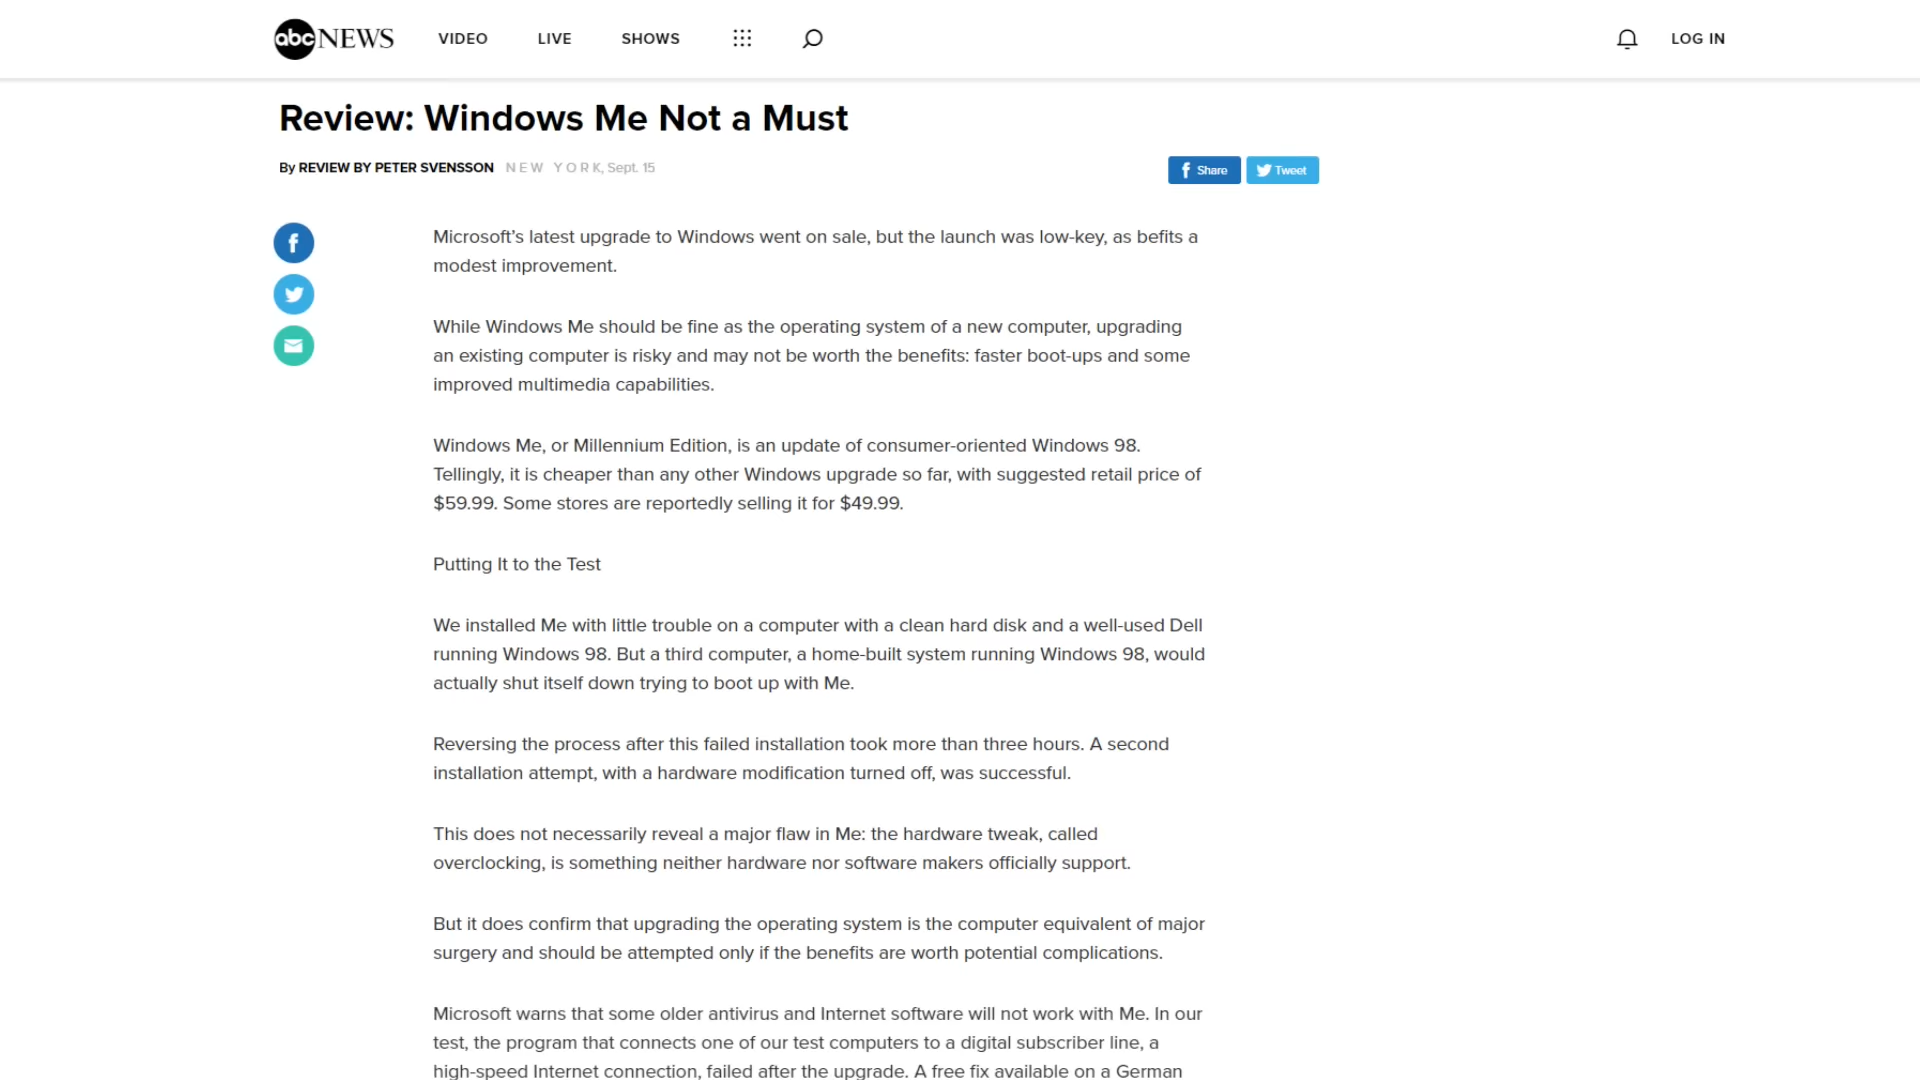 abc NEWS VIDEO LIVE SHOWS LOG IN
Review: Windows Me Not a Must
By REVIEW BY PETER SVENSSON N E W Y O R K, Sept. 15
Share Tweet
Microsoft's latest upgrade to Windows went on sale, but the launch was low-key, as befits a
modest improvement.
While Windows Me should be fine as the operating system of a new computer, upgrading
an existing computer is risky and may not be worth the benefits: faster boot-ups and some
improved multimedia capabilities.
Windows Me, or Millennium Edition, is an update of consumer-oriented Windows 98.
Tellingly, it is cheaper than any other Windows upgrade so far, with suggested retail price of
$59.99. Some stores are reportedly selling it for $49.99.
Putting It to the Test
We installed Me with little trouble on a computer with a clean hard disk and a well-used Dell
running Windows 98. But a third computer, a home-built system running Windows 98, would
actually shut itself down trying to boot up with Me.
Reversing the process after this failed installation took more than three hours. A second
installation attempt, with a hardware modification turned off, was successful.
This does not necessarily reveal a major flaw in Me: the hardware tweak, called
overclocking, is something neither hardware nor software makers officially support.
But it does confirm that upgrading the operating system is the computer equivalent of major
surgery and should be attempted only if the benefits are worth potential complications.
Microsoft warns that some older antivirus and Internet software will not work with Me. In our
test, the program that connects one of our test computers to a digital subscriber line, a
high-speed Internet connection, failed after the upgrade. A free fix available on a German